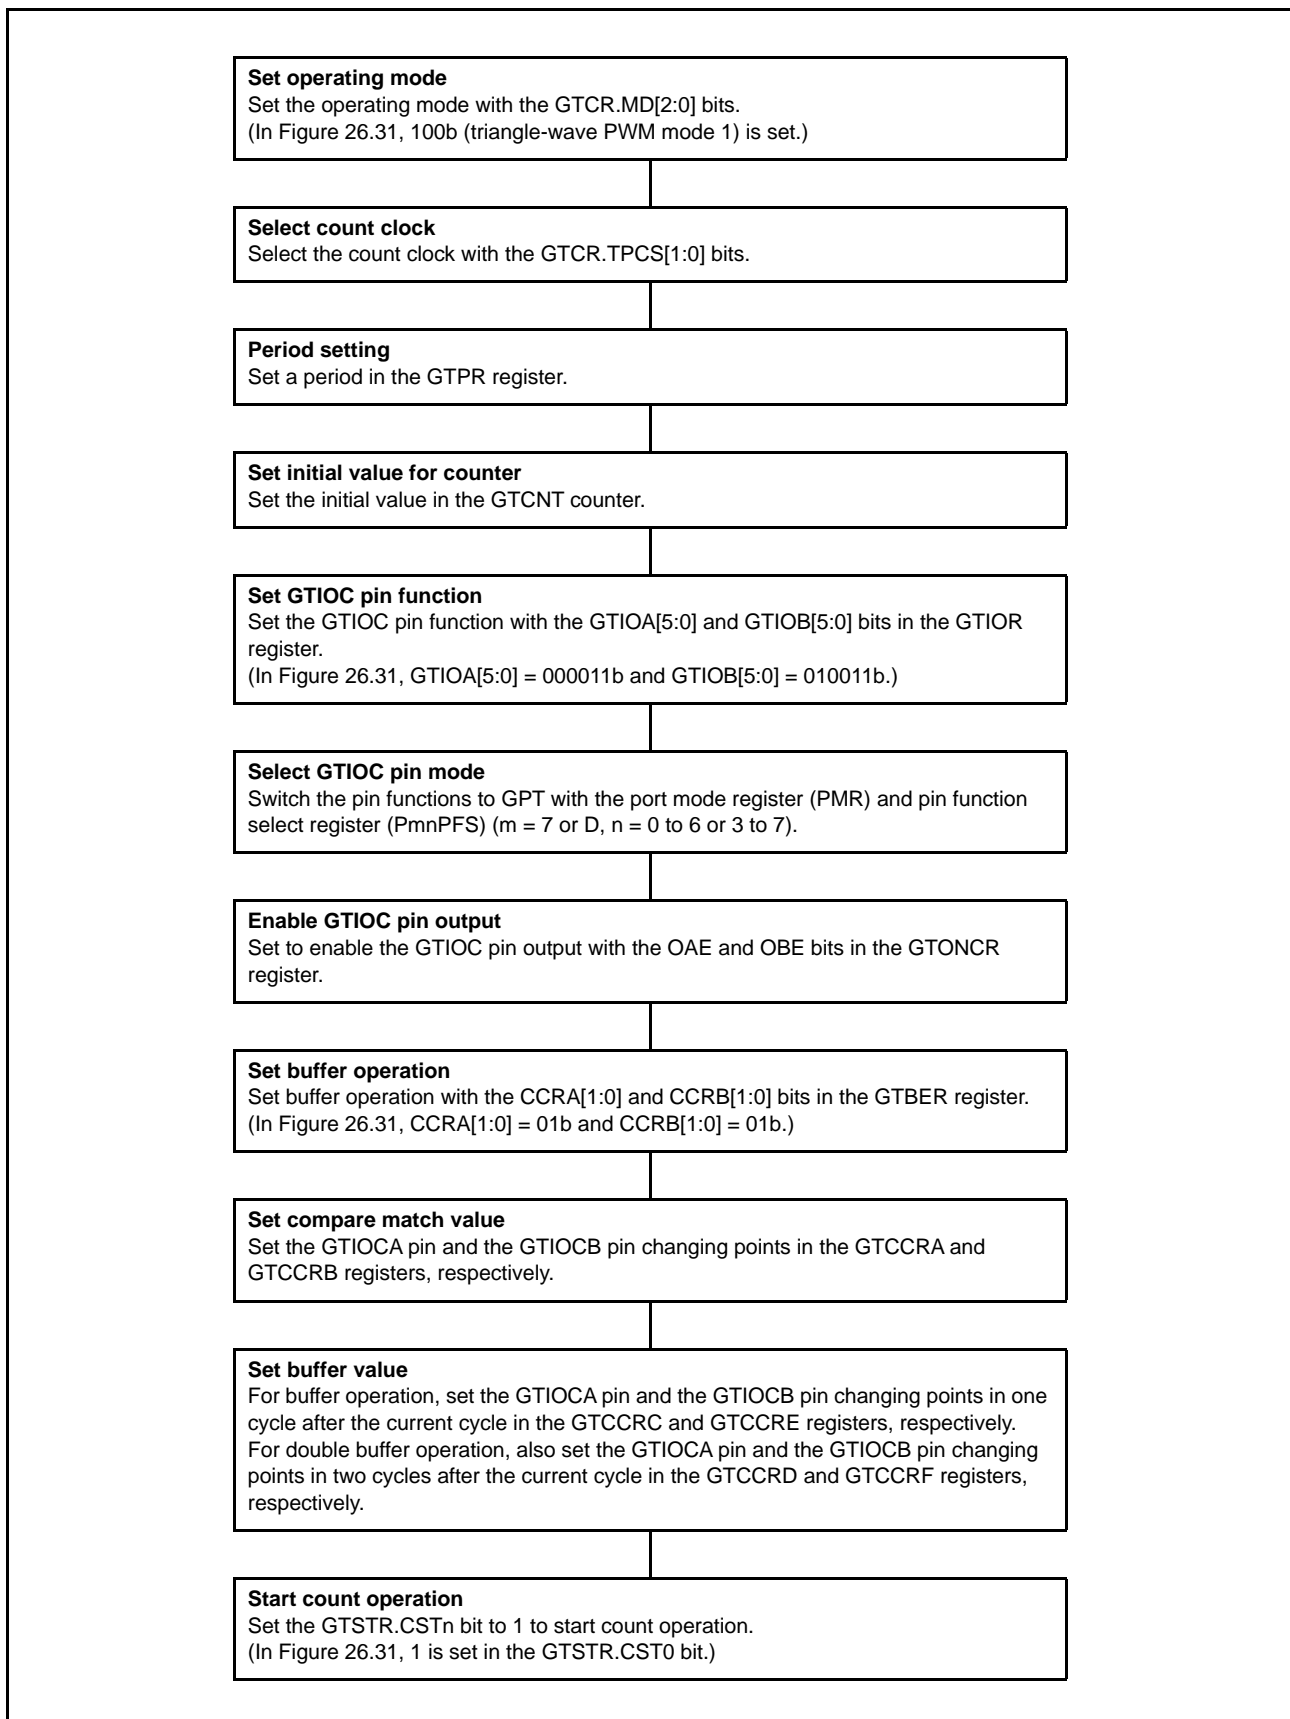 Set operating mode
Set the operating mode with the GTCR.MD[2:0] bits.
(In Figure 26.31, 100b (triangle-wave PWM mode 1) is set.)
Select count clock
Select the count clock with the GTCR.TPCS[1:0] bits.
Period setting
Set a period in the GTPR register.
Set initial value for counter
Set the initial value in the GTCNT counter.
Set GTIOC pin function
Set the GTIOC pin function with the GTIOA[5:0] and GTIOB[5:0] bits in the GTIOR
register.
(In Figure 26.31, GTIOA[5:0] = 000011b and GTIOB[5:0] = 010011b.)
Select GTIOC pin mode
Switch the pin functions to GPT with the port mode register (PMR) and pin function
select register (PmnPFS) (m = 7 or D, n = 0 to 6 or 3 to 7).
Enable GTIOC pin output
Set to enable the GTIOC pin output with the OAE and OBE bits in the GTONCR
register.
Set buffer operation
Set buffer operation with the CCRA[1:0] and CCRB[1:0] bits in the GTBER register.
(In Figure 26.31, CCRA[1:0] = 01b and CCRB[1:0] = 01b.)
Set compare match value
Set the GTIOCA pin and the GTIOCB pin changing points in the GTCCRA and
GTCCRB registers, respectively.
Set buffer value
For buffer operation, set the GTIOCA pin and the GTIOCB pin changing points in one
cycle after the current cycle in the GTCCRC and GTCCRE registers, respectively.
For double buffer operation, also set the GTIOCA pin and the GTIOCB pin changing
points in two cycles after the current cycle in the GTCCRD and GTCCRF registers,
respectively.
Start count operation
Set the GTSTR.CSTn bit to 1 to start count operation.
(In Figure 26.31, 1 is set in the GTSTR.CST0 bit.)